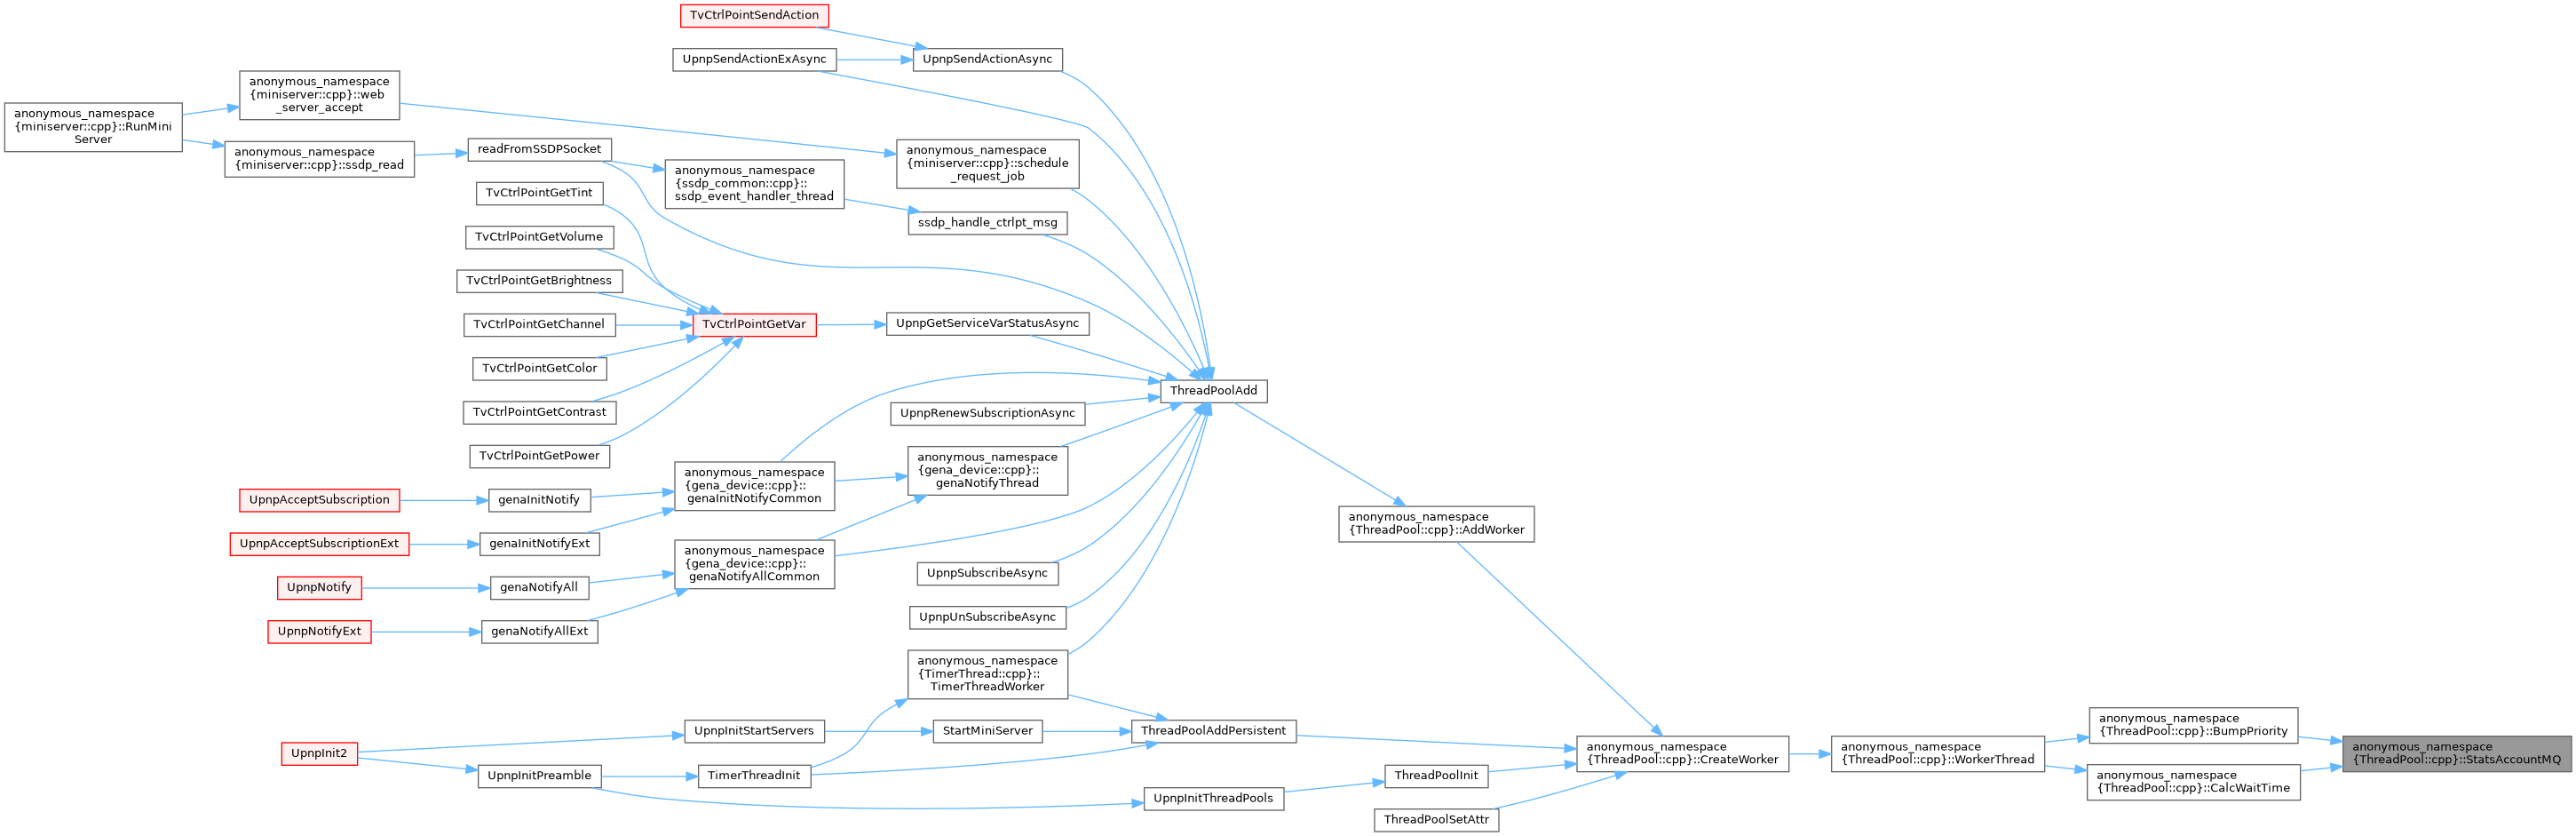 TvCtrlPointSendAction
UpnpSendActionExAsync
UpnpSendActionAsync
anonymous_namespace
{miniserver::cpp}::web
_server_accept
anonymous_namespace
{miniserver::cpp}::RunMini
Server
anonymous_namespace
{miniserver::cpp}::ssdp_read
readFromSSDPSocket
anonymous_namespace
{ssdp_common::cpp}::
ssdp_event_handler_thread
anonymous_namespace
{miniserver::cpp}::schedule
_request_job
ssdp_handle_ctrlpt_msg
TvCtrlPointGetTint
TvCtrlPointGetVolume
TvCtrlPointGetBrightness
TvCtrlPointGetChannel
TvCtrlPointGetVar
UpnpGetServiceVarStatusAsync
TvCtrlPointGetColor
TvCtrlPointGetContrast
TvCtrlPointGetPower
ThreadPoolAdd
UpnpRenewSubscriptionAsync
anonymous_namespace
{gena_device::cpp}::
genaNotifyThread
anonymous_namespace
{gena_device::cpp}::
genaInitNotifyCommon
UpnpAcceptSubscription
genaInitNotify
UpnpAcceptSubscriptionExt
genaInitNotifyExt
anonymous_namespace
{gena_device::cpp}::
genaNotifyAllCommon
UpnpNotify
genaNotifyAll
UpnpNotifyExt
genaNotifyAllExt
anonymous_namespace
{ThreadPool::cpp}::AddWorker
UpnpSubscribeAsync
UpnpUnSubscribeAsync
anonymous_namespace
{TimerThread::cpp}::
TimerThreadWorker
UpnpInit2
UpnpInitStartServers
StartMiniServer
ThreadPoolAddPersistent
UpnpInitPreamble
TimerThreadInit
UpnpInitThreadPools
ThreadPoolInit
ThreadPoolSetAttr
anonymous_namespace
{ThreadPool::cpp}::CreateWorker
anonymous_namespace
{ThreadPool::cpp}::WorkerThread
anonymous_namespace
{ThreadPool::cpp}::BumpPriority
anonymous_namespace
{ThreadPool::cpp}::CalcWaitTime
anonymous_namespace
{ThreadPool::cpp}::StatsAccountMQ